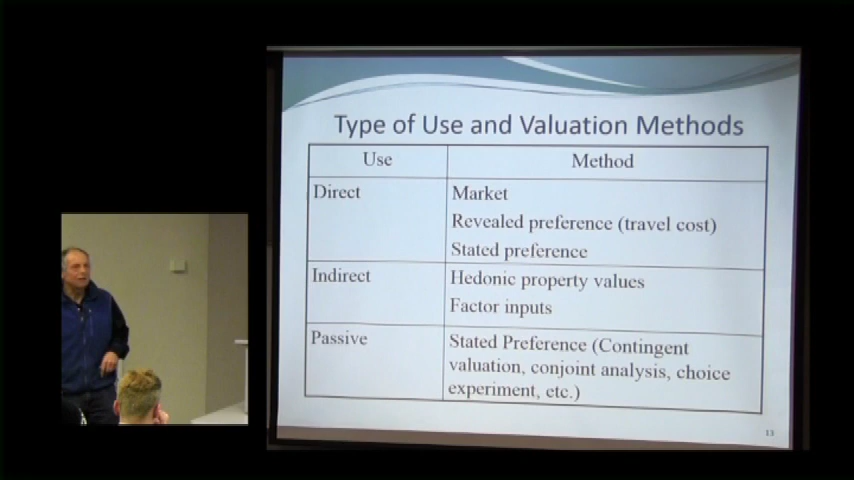 Type of Use and Valuation Methods
Use Method
Direct Market
Revealed preference (travel cost)
Stated preference
Indirect Hedonic property values
Factor inputs
Passive Stated Preference (Contingent
valuation, conjoint analysis, choice
experiment, etc.)
13